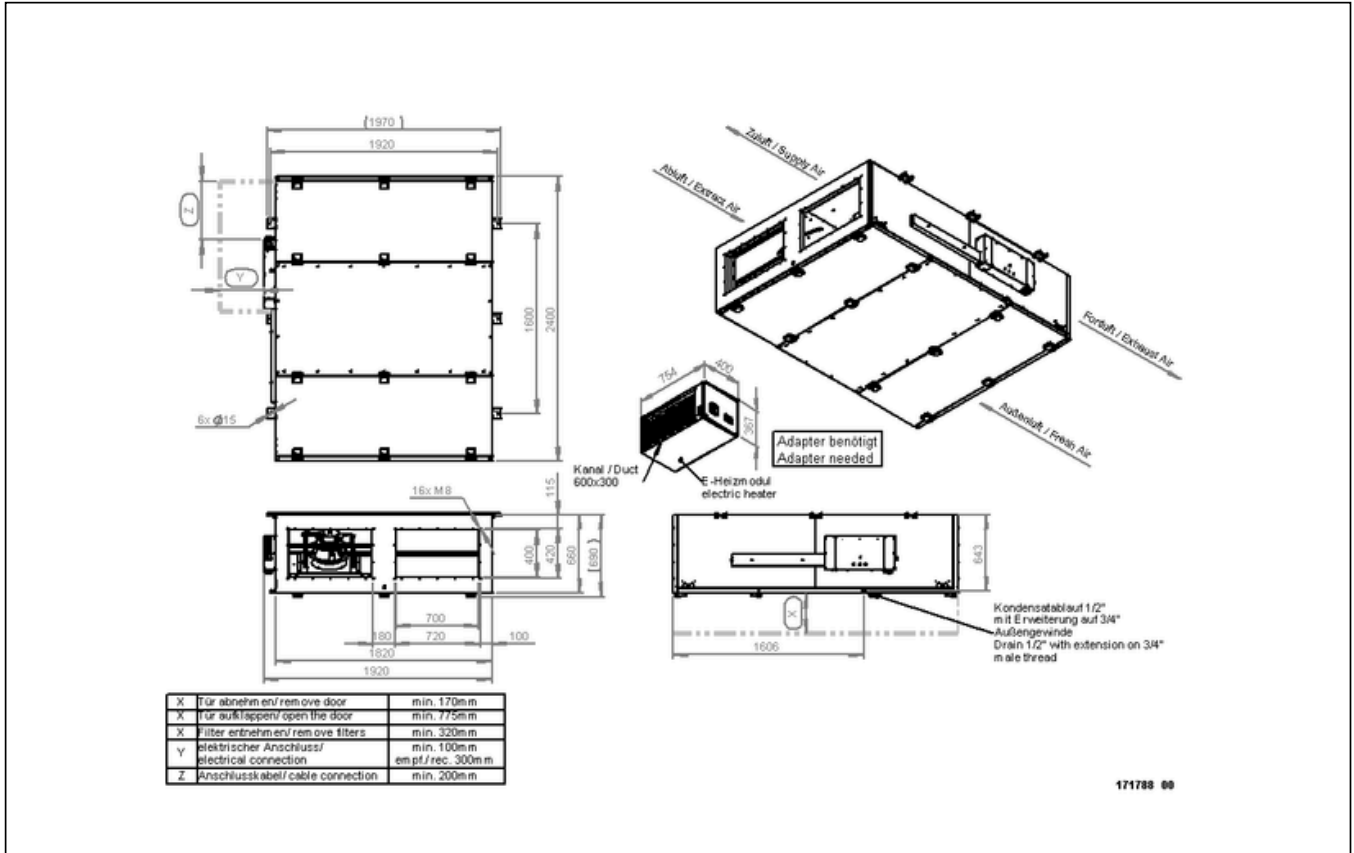 (1970 )
1920
Z
Y
1600
2400
6x Ø15
Zuluft / Supply Air
Abluft / Extract Air
Fortluft / Exhaust Air
Außenluft / Fresh Air
754
400
367
Adapter benötigt
Adapter needed
Kanal / Duct
600x300
E-Heizmodul
electric heater
16x M8
115
400
420
660
(690 )
700
180
720
100
1820
1920
643
X
1606
Kondensatablauf 1/2"
mit Erweiterung auf 3/4"
Außengewinde
Drain 1/2" with extension on 3/4"
male thread
X Tür abnehmen/ remove door min. 170mm
X Tür aufklappen/ open the door min. 775mm
X Filter entnehmen/ remove filters min. 320mm
Y elektrischer Anschluss/ min. 100mm
electrical connection empf./ rec. 300mm
Z Anschlusskabel/ cable connection min. 200mm
171788 00